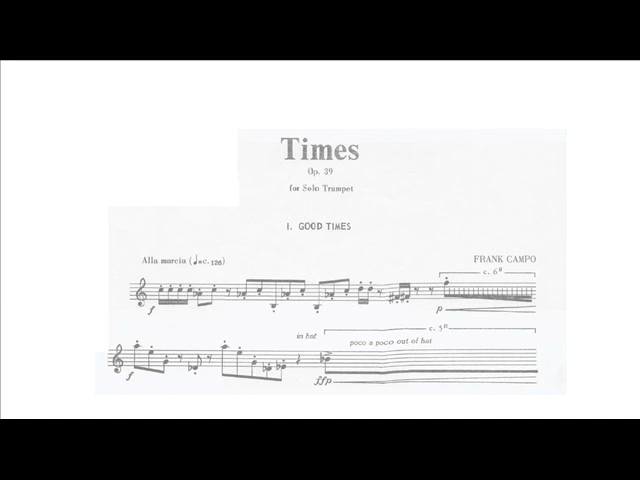 Times
Op. 39
for Solo Trumpet
I. GOOD TIMES
Alla marcia (♩=c. 126)
FRANK CAMPO
c. 6"
f
p
in hat
c. 5"
poco a poco out of hat
f
ffp